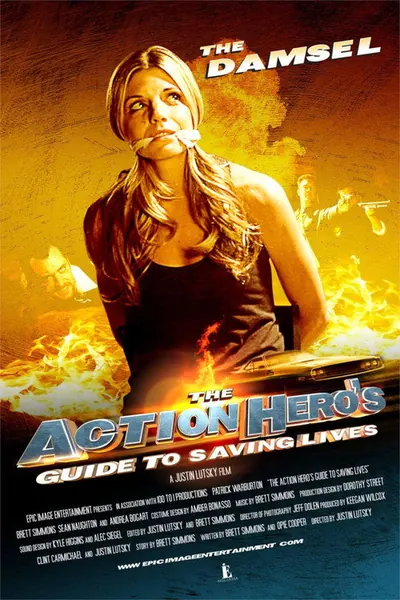 THE DAMSEL
THE
ACTION HERO'S
GUIDE TO SAVING LIVES
A JUSTIN LUTSKY FILM
EPIC IMAGE ENTERTAINMENT PRESENTS IN ASSOCIATION WITH 100 TO 1 PRODUCTIONS PATRICK WARBURTON "THE ACTION HERO'S GUIDE TO SAVING LIVES"
BRETT SIMMONS SEAN NAUGHTON AND ANDREA BOGART COSTUME DESIGN BY AMBER BONASSO MUSIC BY BRETT SIMMONS PRODUCTION DESIGN BY DOROTHY STREET
SOUND DESIGN BY KYLE HIGGINS AND ALEC SIEGEL EDITED BY JUSTIN LUTSKY AND BRETT SIMMONS DIRECTOR OF PHOTOGRAPHY JEFF DOLEN PRODUCED BY KEEGAN WILCOX
CLINT CARMICHAEL AND JUSTIN LUTSKY STORY BY BRETT SIMMONS WRITTEN BY BRETT SIMMONS AND OPIE COOPER DIRECTED BY JUSTIN LUTSKY
WWW.EPICIMAGEENTERTAINMENT.COM